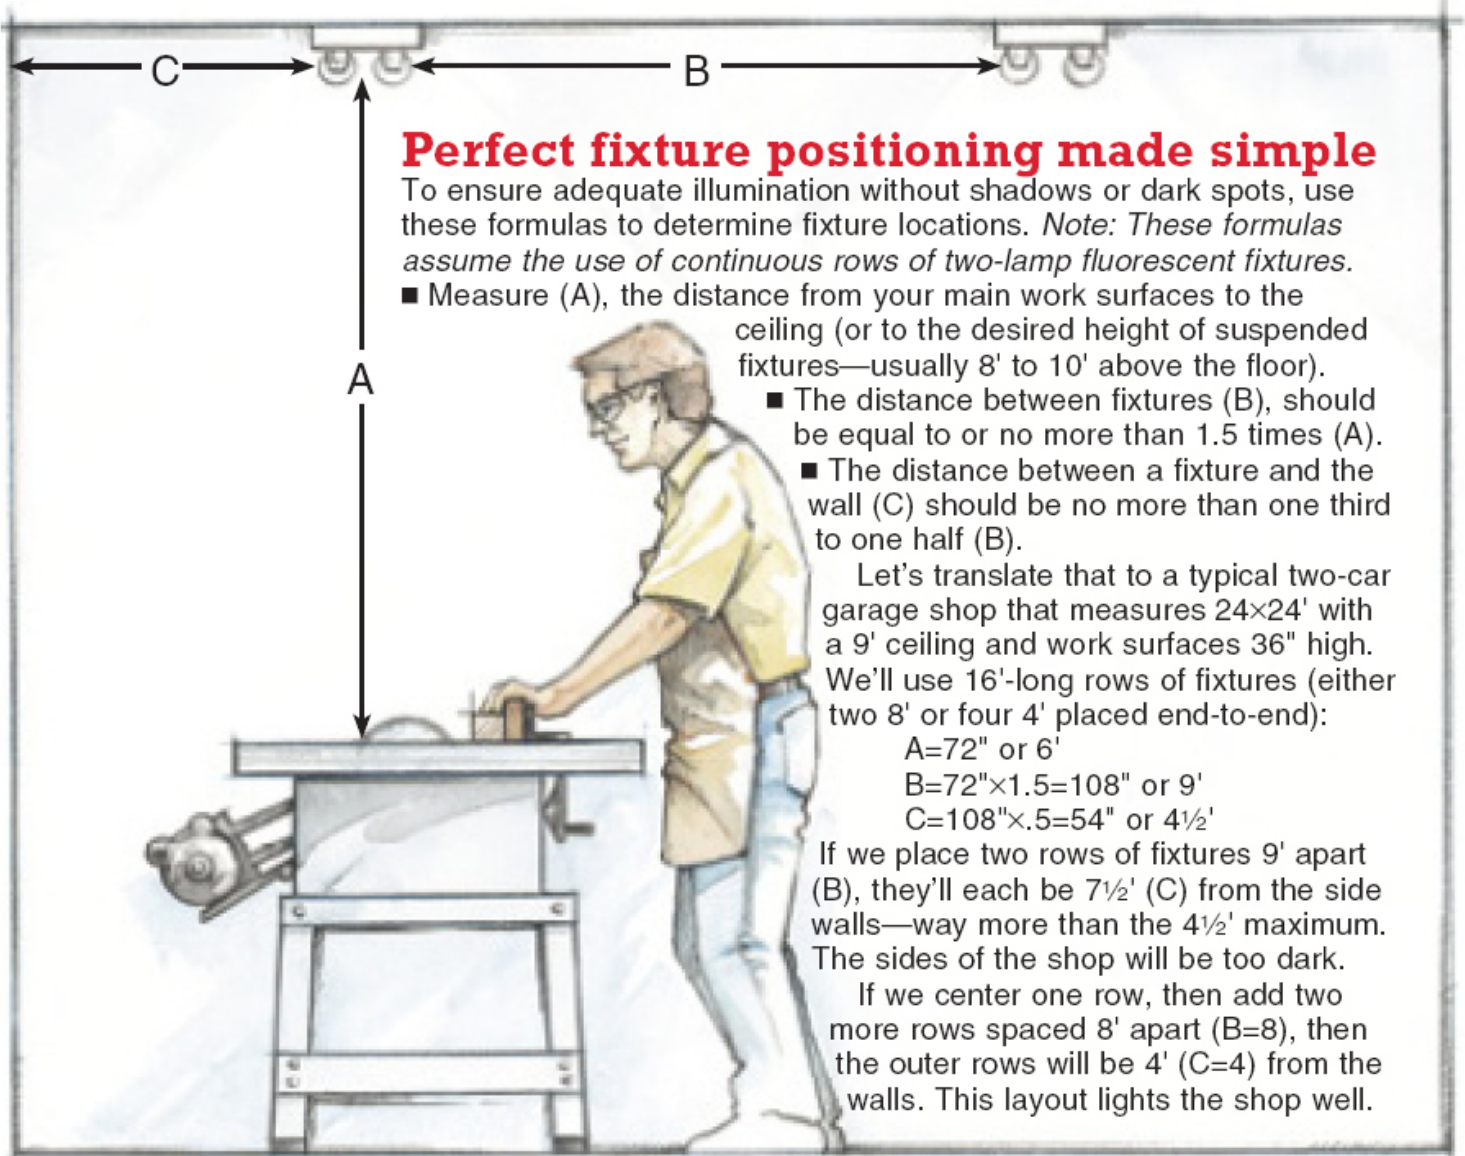 C
B
A
Perfect fixture positioning made simple
To ensure adequate illumination without shadows or dark spots, use
these formulas to determine fixture locations. Note: These formulas
assume the use of continuous rows of two-lamp fluorescent fixtures.
■ Measure (A), the distance from your main work surfaces to the
ceiling (or to the desired height of suspended
fixtures—usually 8' to 10' above the floor).
■ The distance between fixtures (B), should
be equal to or no more than 1.5 times (A).
■ The distance between a fixture and the
wall (C) should be no more than one third
to one half (B).
Let's translate that to a typical two-car
garage shop that measures 24×24' with
a 9' ceiling and work surfaces 36" high.
We'll use 16'-long rows of fixtures (either
two 8' or four 4' placed end-to-end):
A=72" or 6'
B=72"×1.5=108" or 9'
C=108"×.5=54" or 4½'
If we place two rows of fixtures 9' apart
(B), they'll each be 7½' (C) from the side
walls—way more than the 4½' maximum.
The sides of the shop will be too dark.
If we center one row, then add two
more rows spaced 8' apart (B=8), then
the outer rows will be 4' (C=4) from the
walls. This layout lights the shop well.